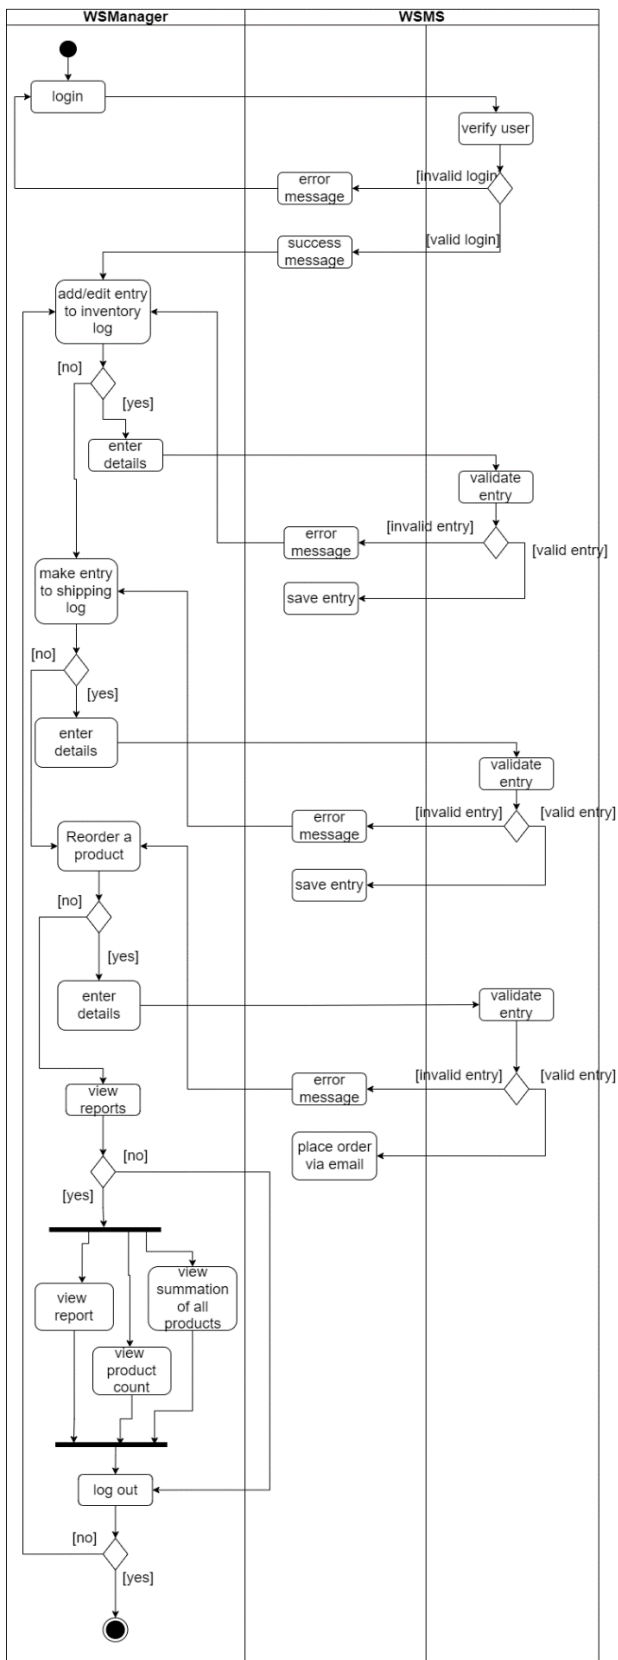 WSManager
WSMS
login
verify user
[invalid login]
error
message
[valid login]
success
message
add/edit entry
to inventory
log
[no]
[yes]
enter
details
validate
entry
[invalid entry]
error
message
[valid entry]
save entry
make entry
to shipping
log
[no]
[yes]
enter
details
validate
entry
[invalid entry]
[valid entry]
error
message
Reorder a
product
save entry
[no]
[yes]
enter
details
validate
entry
[invalid entry]
[valid entry]
error
message
view
reports
place order
via email
[no]
[yes]
view
summation
of all
products
view
report
view
product
count
log out
[no]
[yes]